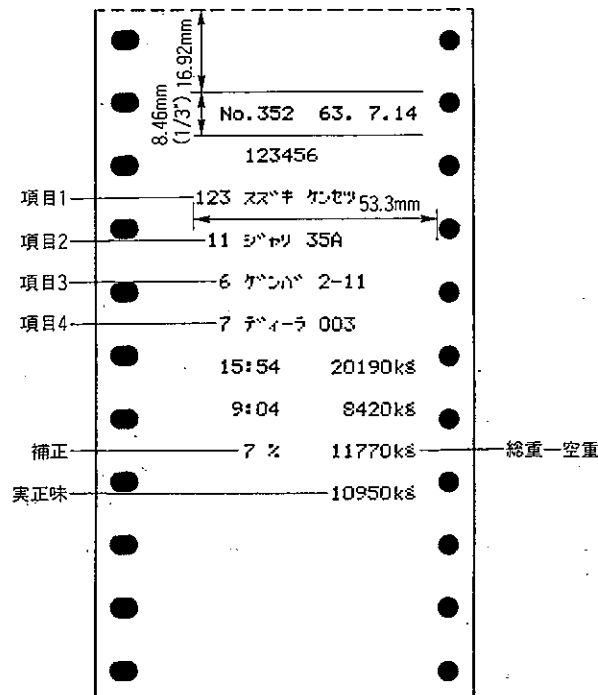 16.92mm
8.46mm
(1/3")
No.352 63. 7.14
123456
項目1 123 スズキ ケンセツ
53.3mm
項目2 11 ジャリ 35A
項目3 6 ゲンバ 2-11
項目4 7 ディーラ 003
15:54 20190kg
9:04 8420kg
補正 7 % 11770kg 総重－空重
実正味 10950kg